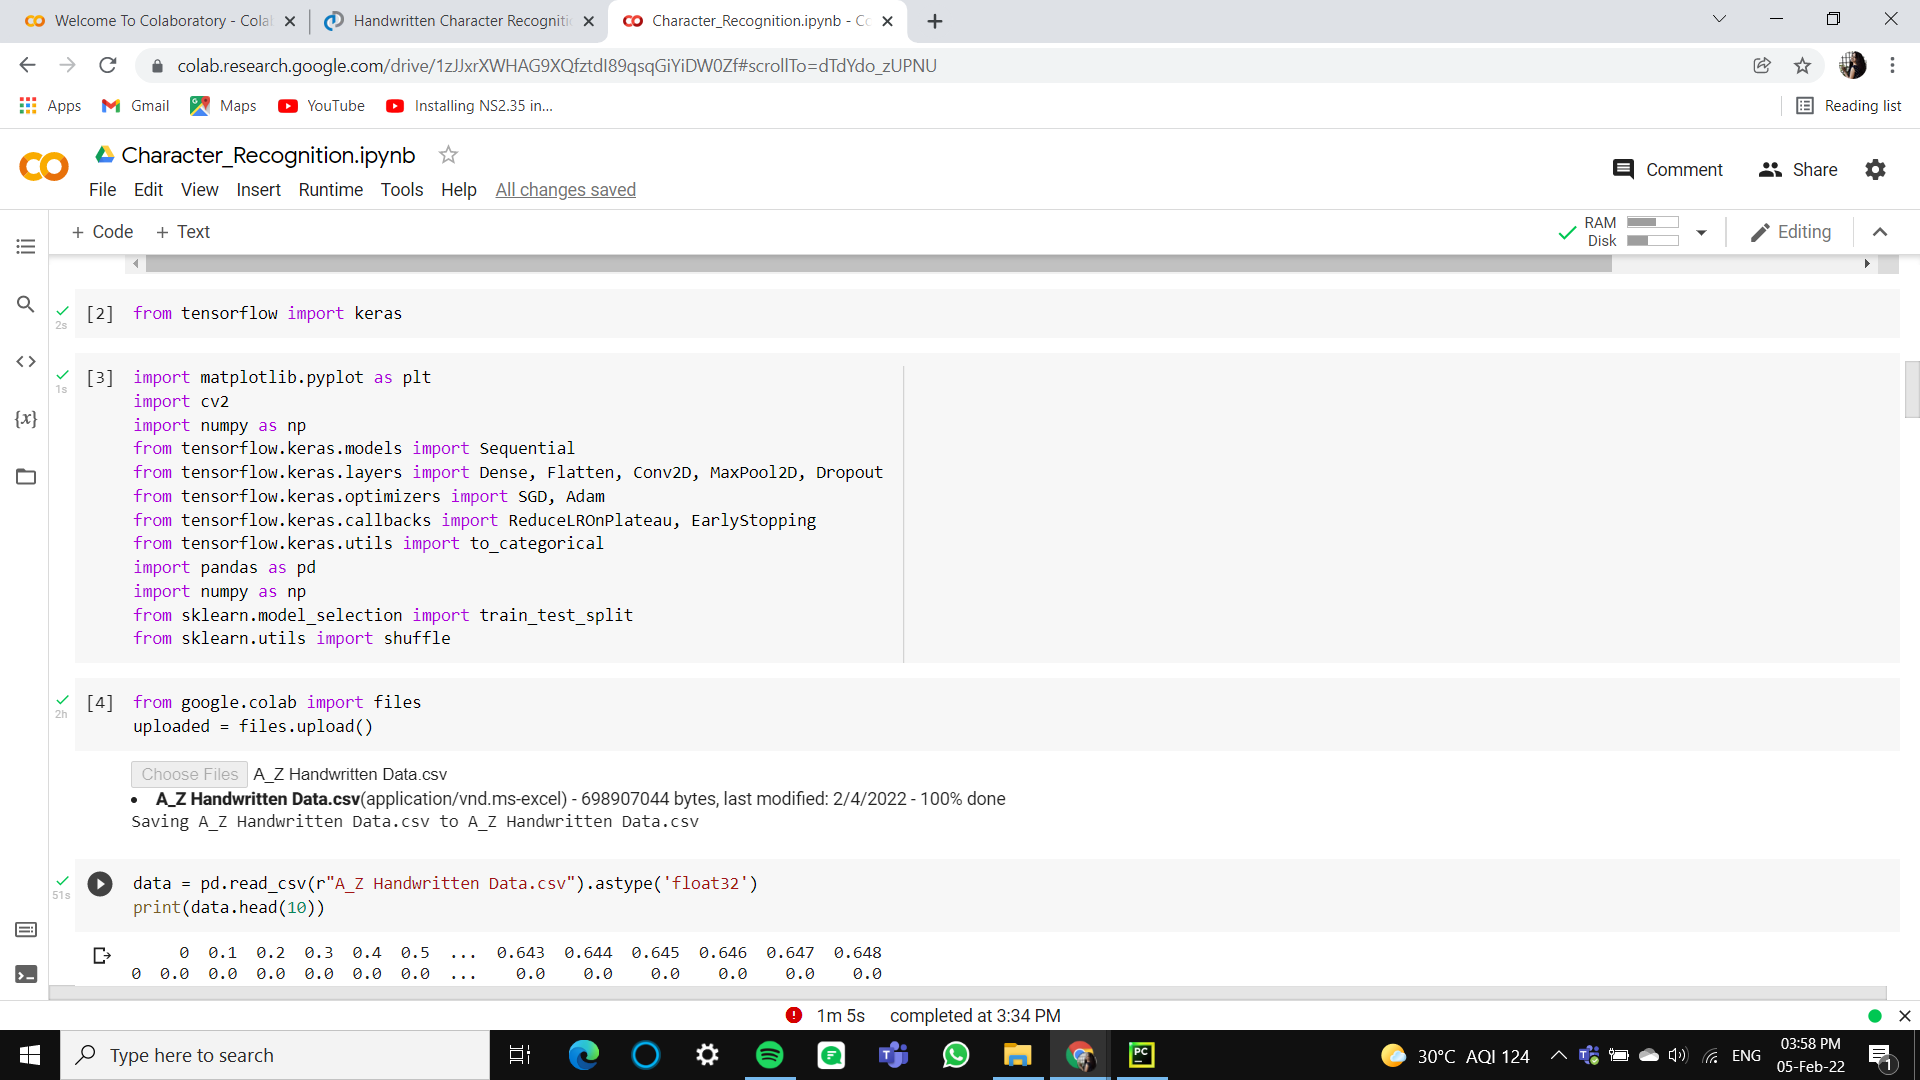 Welcome To Colaboratory - Cola
Handwritten Character Recogniti
Character_Recognition.ipynb - Co
colab.research.google.com/drive/1zJJxrXWHAG9XQfztdI89qsqGiYiDW0Zf#scrollTo=dTdYdo_zUPNU
Apps Gmail Maps YouTube Installing NS2.35 in... Reading list
Character_Recognition.ipynb
Comment Share
File Edit View Insert Runtime Tools Help All changes saved
+ Code + Text
RAM
Disk
Editing
2s
[2] from tensorflow import keras
1s
[3] import matplotlib.pyplot as plt
import cv2
import numpy as np
from tensorflow.keras.models import Sequential
from tensorflow.keras.layers import Dense, Flatten, Conv2D, MaxPool2D, Dropout
from tensorflow.keras.optimizers import SGD, Adam
from tensorflow.keras.callbacks import ReduceLROnPlateau, EarlyStopping
from tensorflow.keras.utils import to_categorical
import pandas as pd
import numpy as np
from sklearn.model_selection import train_test_split
from sklearn.utils import shuffle
2h
[4] from google.colab import files
uploaded = files.upload()
Choose Files A_Z Handwritten Data.csv
• A_Z Handwritten Data.csv(application/vnd.ms-excel) - 698907044 bytes, last modified: 2/4/2022 - 100% done
Saving A_Z Handwritten Data.csv to A_Z Handwritten Data.csv
51s
data = pd.read_csv(r"A_Z Handwritten Data.csv").astype('float32')
print(data.head(10))
0 0.1 0.2 0.3 0.4 0.5 ... 0.643 0.644 0.645 0.646 0.647 0.648
0 0.0 0.0 0.0 0.0 0.0 0.0 ... 0.0 0.0 0.0 0.0 0.0 0.0
1m 5s completed at 3:34 PM
Type here to search
PC
30°C AQI 124
ENG
03:58 PM
05-Feb-22
1